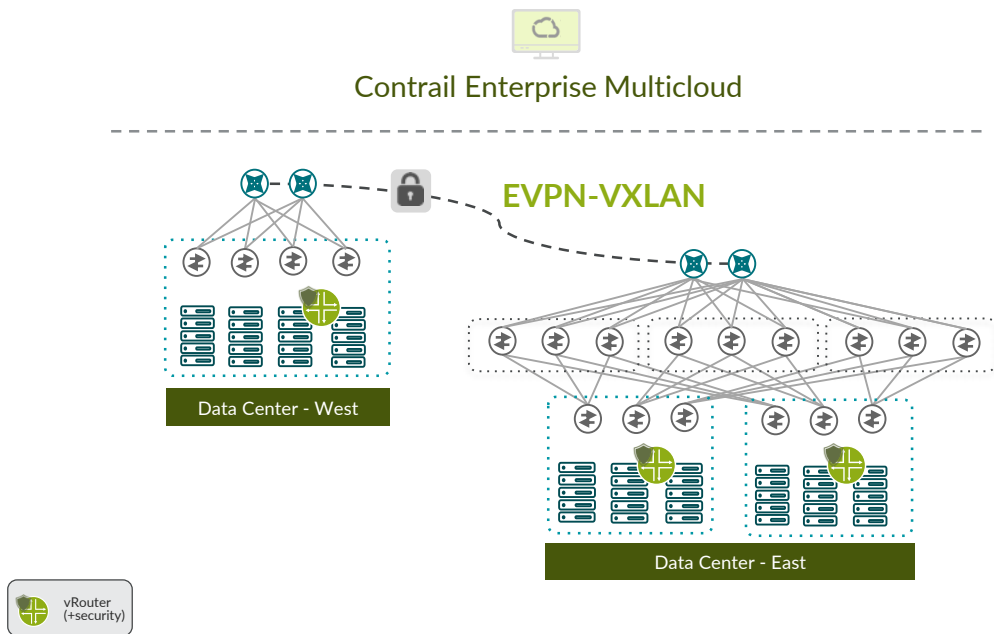 Contrail Enterprise Multicloud
EVPN-VXLAN
Data Center - West
Data Center - East
vRouter
(+security)